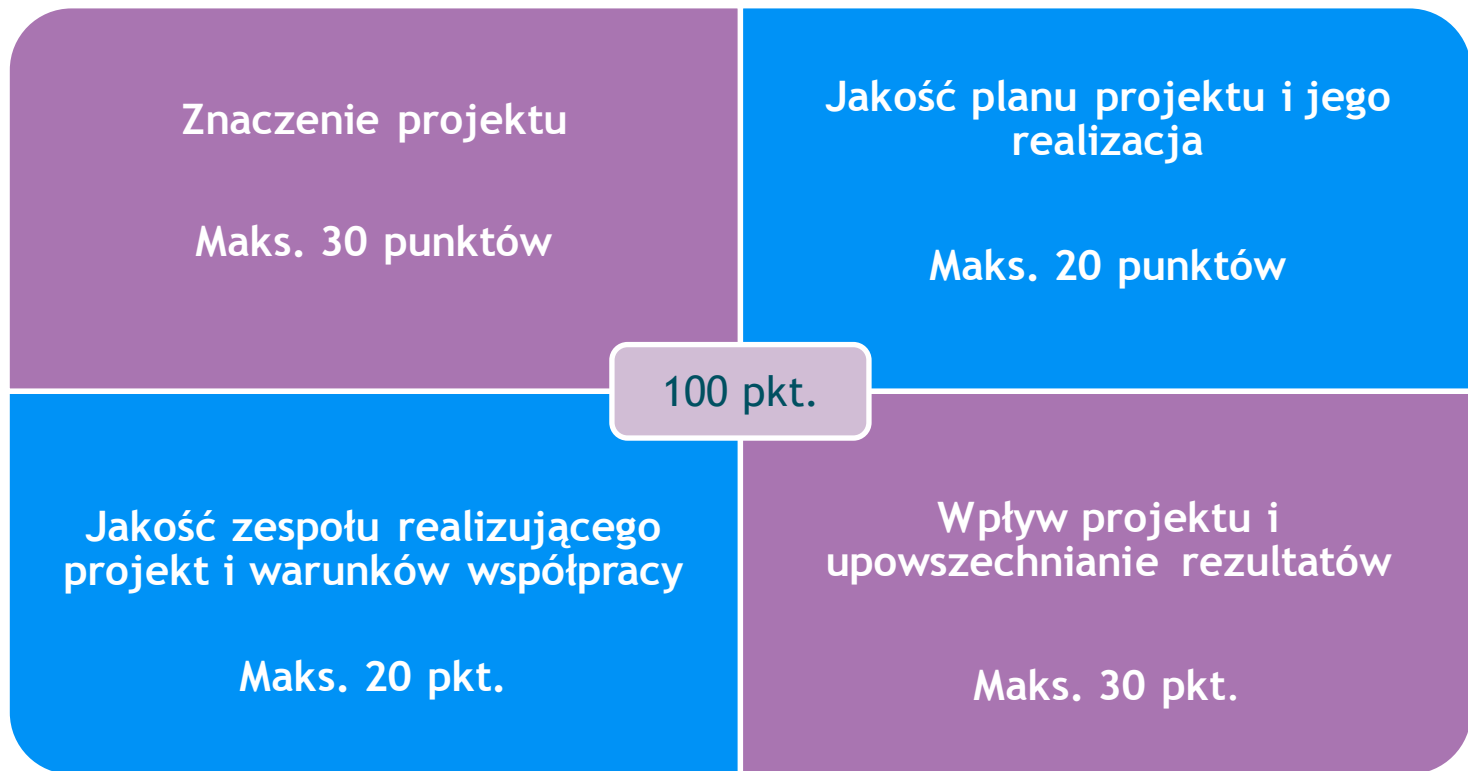 Znaczenie projektu
Maks. 30 punktów
Jakość planu projektu i jego
realizacja
Maks. 20 punktów
100 pkt.
Jakość zespołu realizującego
projekt i warunków współpracy
Maks. 20 pkt.
Wpływ projektu i
upowszechnianie rezultatów
Maks. 30 pkt.